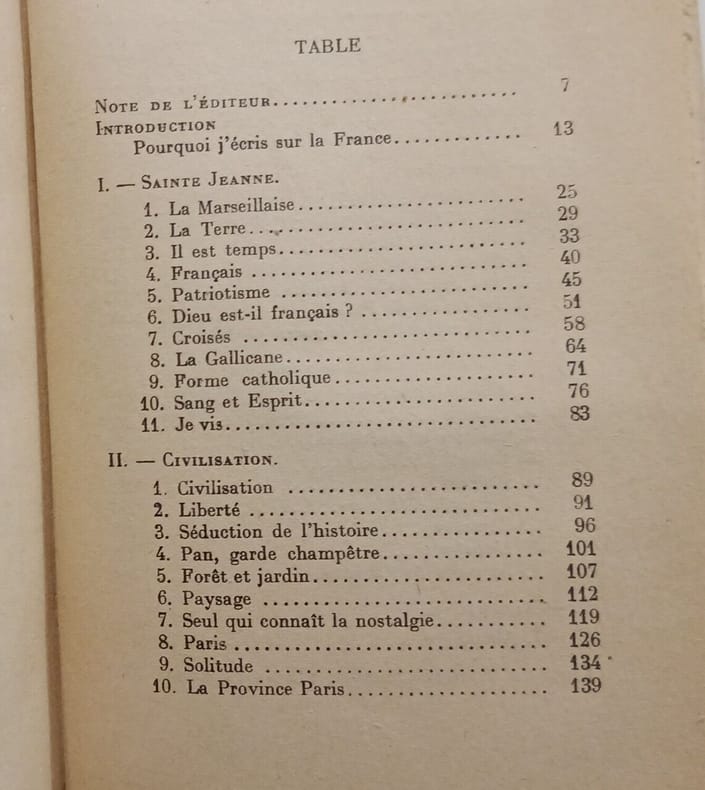 TABLE
NOTE DE L'ÉDITEUR........................ 7
INTRODUCTION
Pourquoi j'écris sur la France............. 13
I. — SAINTE JEANNE.
1. La Marseillaise....................... 25
2. La Terre............................ 29
3. Il est temps......................... 33
4. Français ........................... 40
5. Patriotisme ......................... 45
6. Dieu est-il français ? ................. 51
7. Croisés ............................ 58
8. La Gallicane......................... 64
9. Forme catholique.................... 71
10. Sang et Esprit....................... 76
11. Je vis............................... 83
II. — CIVILISATION.
1. Civilisation ......................... 89
2. Liberté ............................. 91
3. Séduction de l'histoire................ 96
4. Pan, garde champêtre................ 101
5. Forêt et jardin....................... 107
6. Paysage ............................ 112
7. Seul qui connaît la nostalgie........... 119
8. Paris ............................... 126
9. Solitude ............................ 134
10. La Province Paris.................... 139